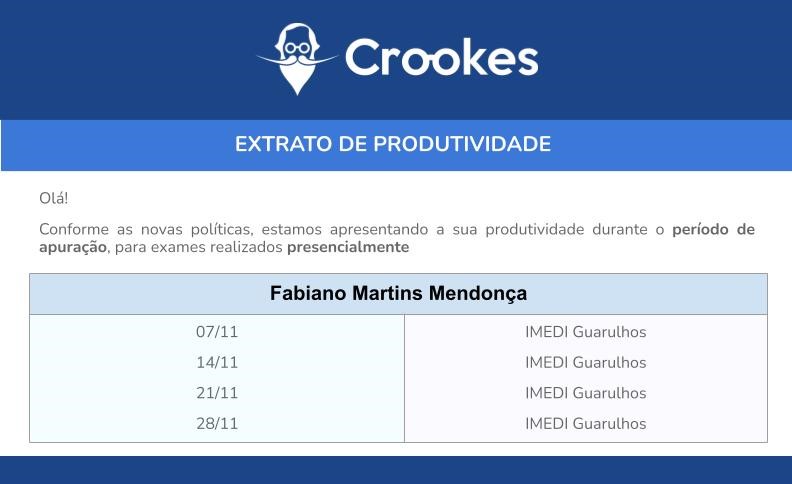 Crookes
EXTRATO DE PRODUTIVIDADE
Olá!
Conforme as novas políticas, estamos apresentando a sua produtividade durante o período de
apuração, para exames realizados presencialmente
Fabiano Martins Mendonça
07/11 IMEDI Guarulhos
14/11 IMEDI Guarulhos
21/11 IMEDI Guarulhos
28/11 IMEDI Guarulhos